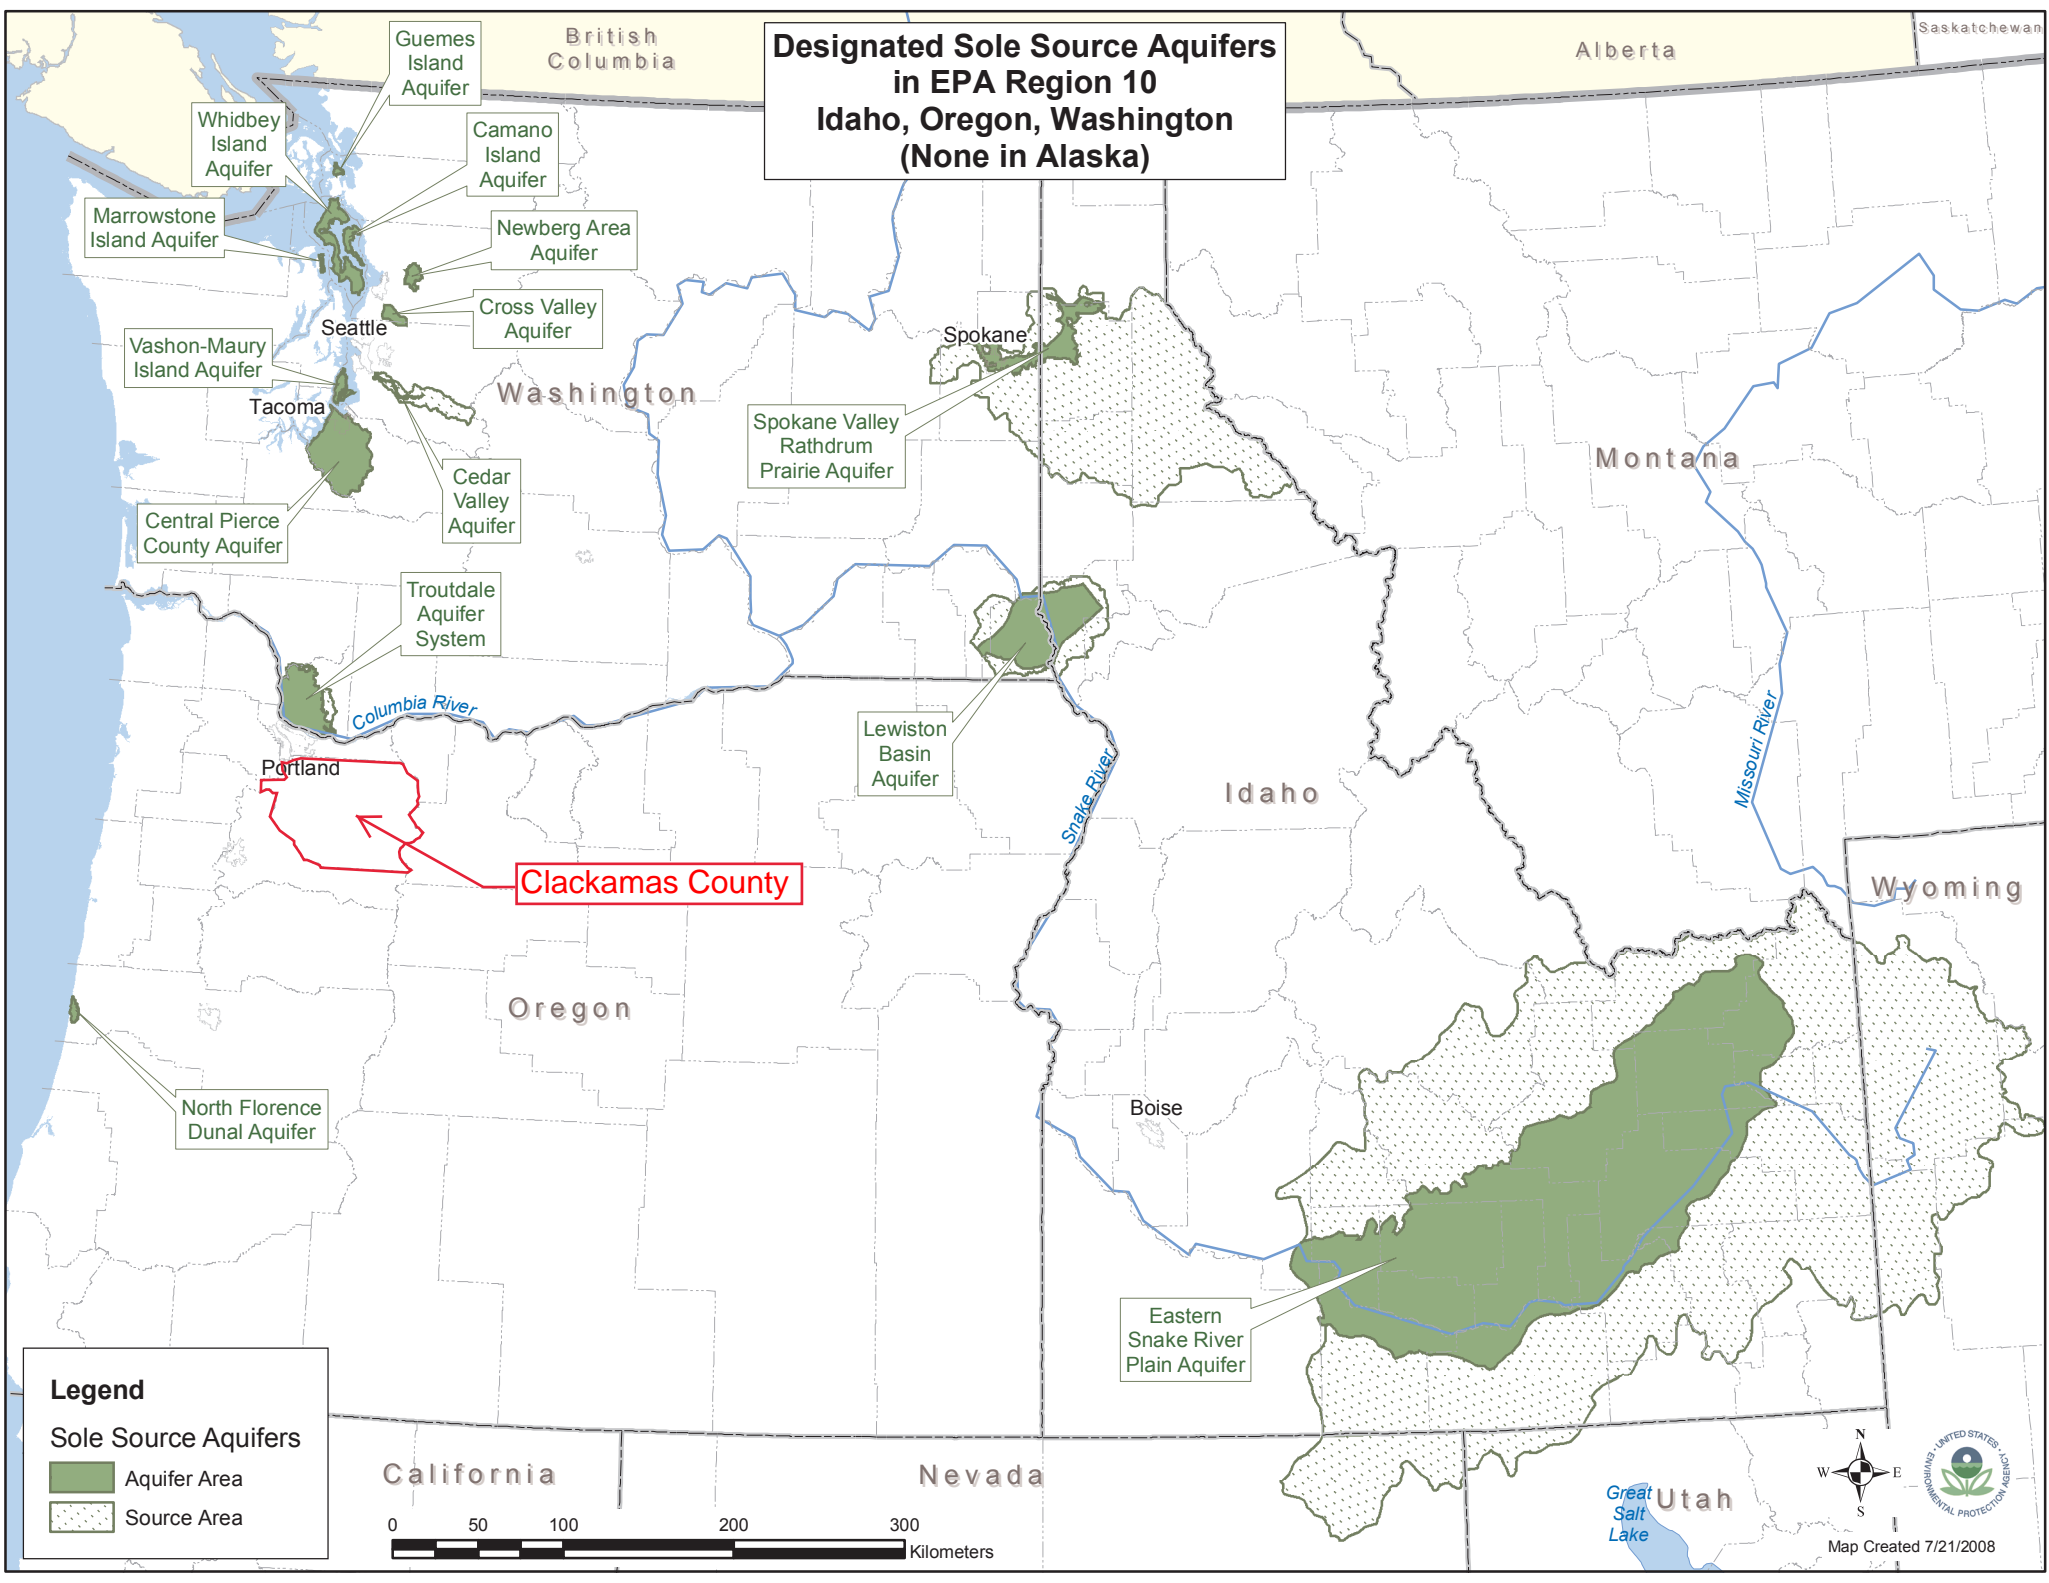 Designated Sole Source Aquifers
in EPA Region 10
Idaho, Oregon, Washington
(None in Alaska)
British
Columbia
Alberta
Saskatchewan
Guemes
Island
Aquifer
Whidbey
Island
Aquifer
Camano
Island
Aquifer
Marrowstone
Island Aquifer
Newberg Area
Aquifer
Cross Valley
Aquifer
Seattle
Vashon-Maury
Island Aquifer
Tacoma
Washington
Spokane
Spokane Valley
Rathdrum
Prairie Aquifer
Montana
Cedar
Valley
Aquifer
Central Pierce
County Aquifer
Troutdale
Aquifer
System
Columbia River
Portland
Lewiston
Basin
Aquifer
Snake River
Idaho
Missouri River
Clackamas County
Wyoming
Oregon
North Florence
Dunal Aquifer
Boise
Eastern
Snake River
Plain Aquifer
Legend
Sole Source Aquifers
Aquifer Area
Source Area
California
Nevada
Utah
Great
Salt
Lake
0 50 100 200 300
Kilometers
N
W E
S
UNITED STATES
ENVIRONMENTAL PROTECTION AGENCY
Map Created 7/21/2008